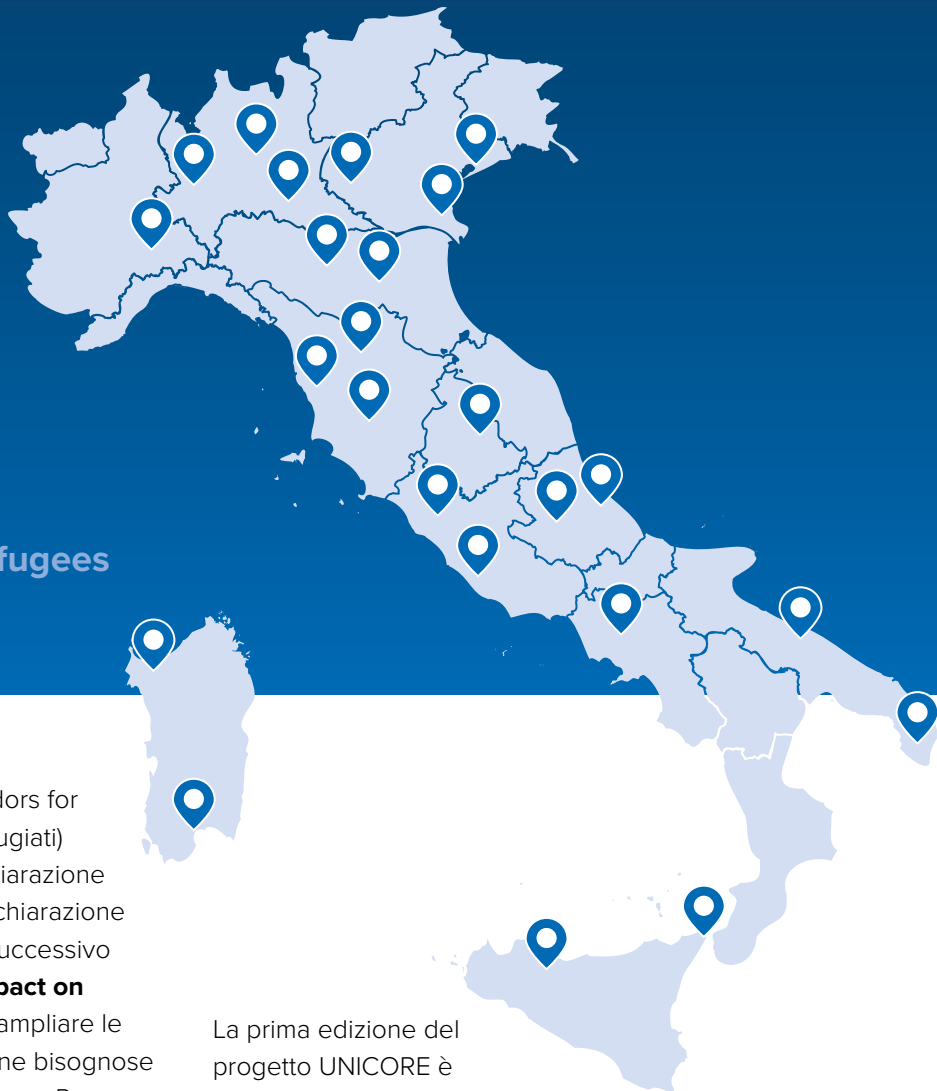 fugees
dors for
ugiati)
iarazione
chiarazione
uccessivo
pact on
ampliare le
ne bisognose
La prima edizione del
progetto UNICORE è